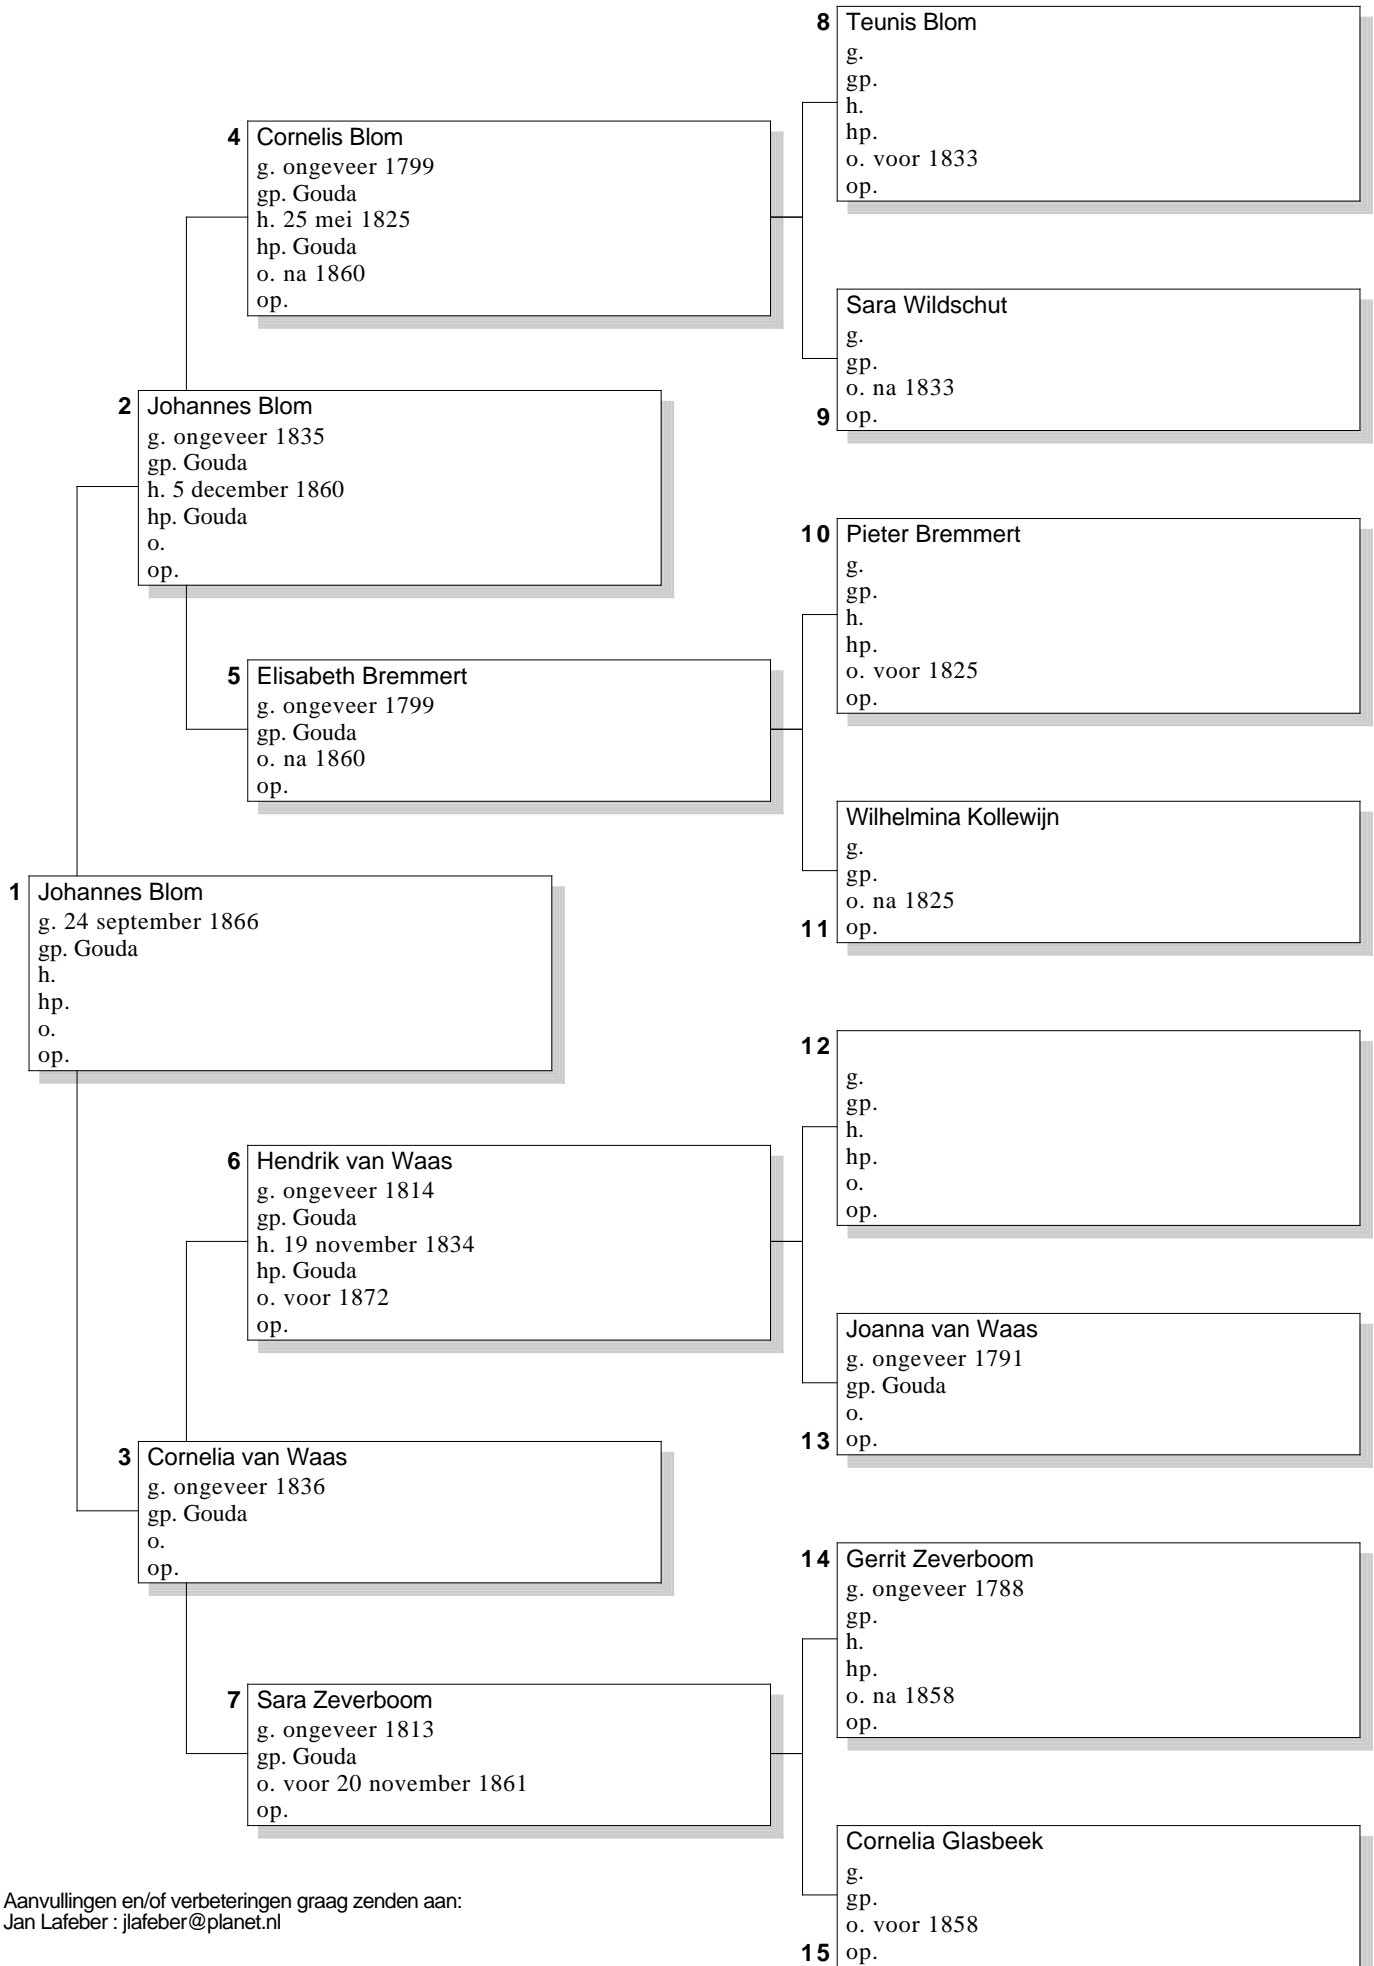 8 Teunis Blom
g.
gp.
h.
hp.
o. voor 1833
op.
4 Cornelis Blom
g. ongeveer 1799
gp. Gouda
h. 25 mei 1825
hp. Gouda
o. na 1860
op.
Sara Wildschut
g.
gp.
o. na 1833
9 op.
2 Johannes Blom
g. ongeveer 1835
gp. Gouda
h. 5 december 1860
hp. Gouda
o.
op.
10 Pieter Bremmert
g.
gp.
h.
hp.
o. voor 1825
op.
5 Elisabeth Bremmert
g. ongeveer 1799
gp. Gouda
o. na 1860
op.
Wilhelmina Kollewijn
g.
gp.
o. na 1825
11 op.
1 Johannes Blom
g. 24 september 1866
gp. Gouda
h.
hp.
o.
op.
12
g.
gp.
h.
hp.
o.
op.
6 Hendrik van Waas
g. ongeveer 1814
gp. Gouda
h. 19 november 1834
hp. Gouda
o. voor 1872
op.
Joanna van Waas
g. ongeveer 1791
gp. Gouda
o.
13 op.
3 Cornelia van Waas
g. ongeveer 1836
gp. Gouda
o.
op.
14 Gerrit Zeverboom
g. ongeveer 1788
gp.
h.
hp.
o. na 1858
op.
7 Sara Zeverboom
g. ongeveer 1813
gp. Gouda
o. voor 20 november 1861
op.
Cornelia Glasbeek
g.
gp.
o. voor 1858
15 op.
Aanvullingen en/of verbeteringen graag zenden aan:
Jan Lafeber : jlafeber@planet.nl